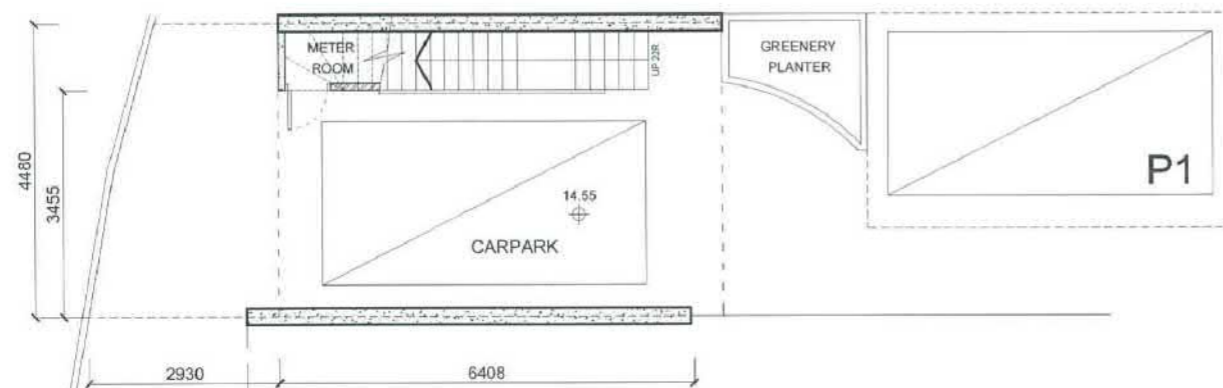 METER
ROOM
UP 22R
GREENERY
PLANTER
P1
4480
3455
14.55
CARPARK
2930
6408